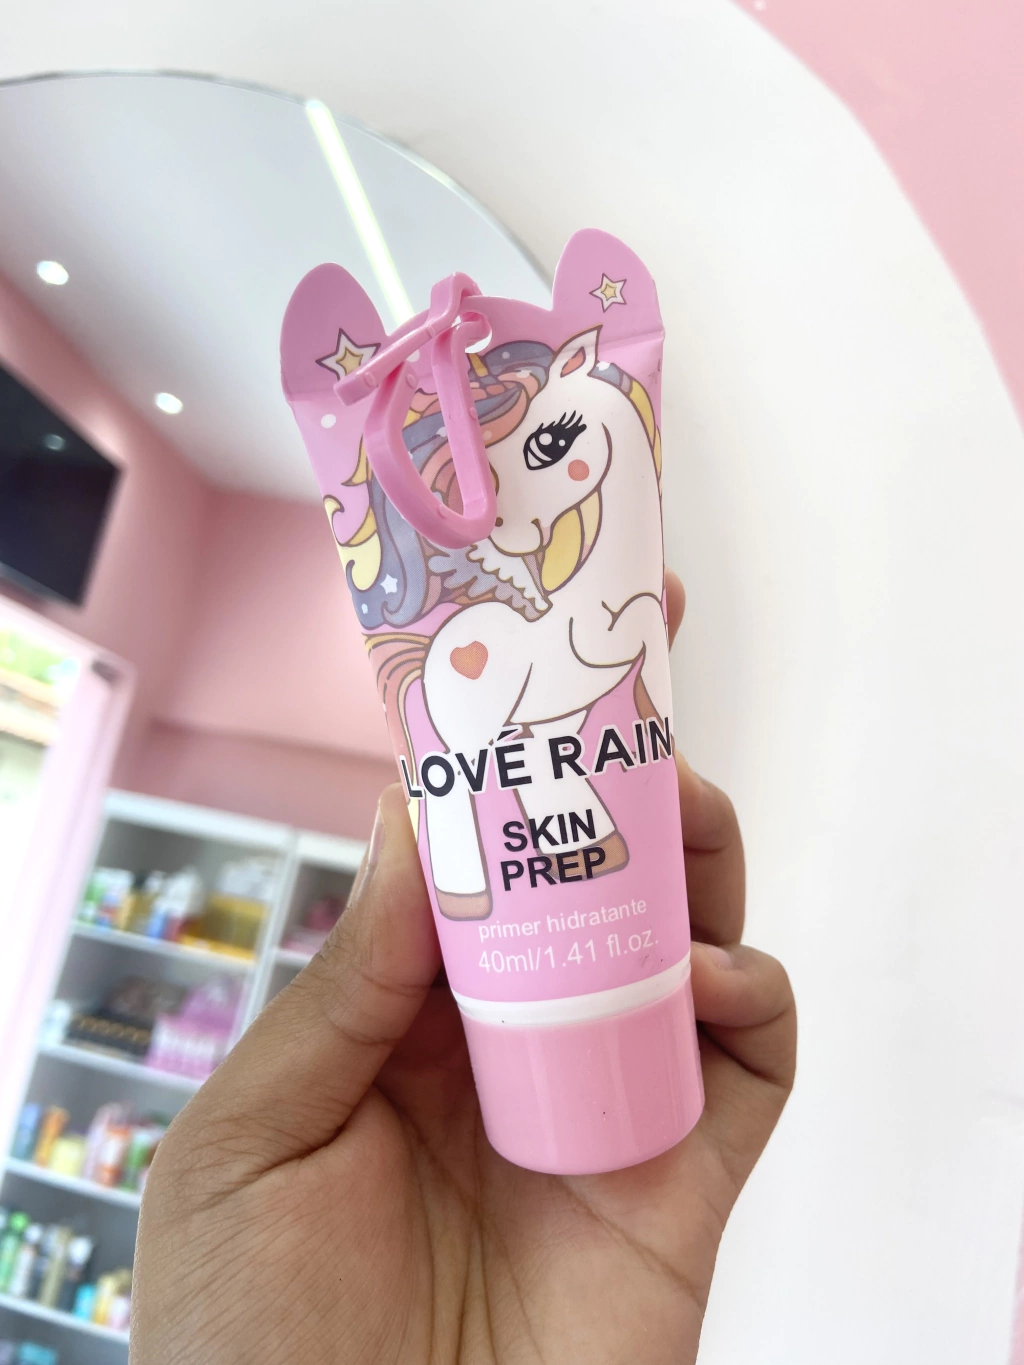 LOVÉ RAIN
SKIN
PREP
primer hidratante
40ml/1.41 fl.oz.